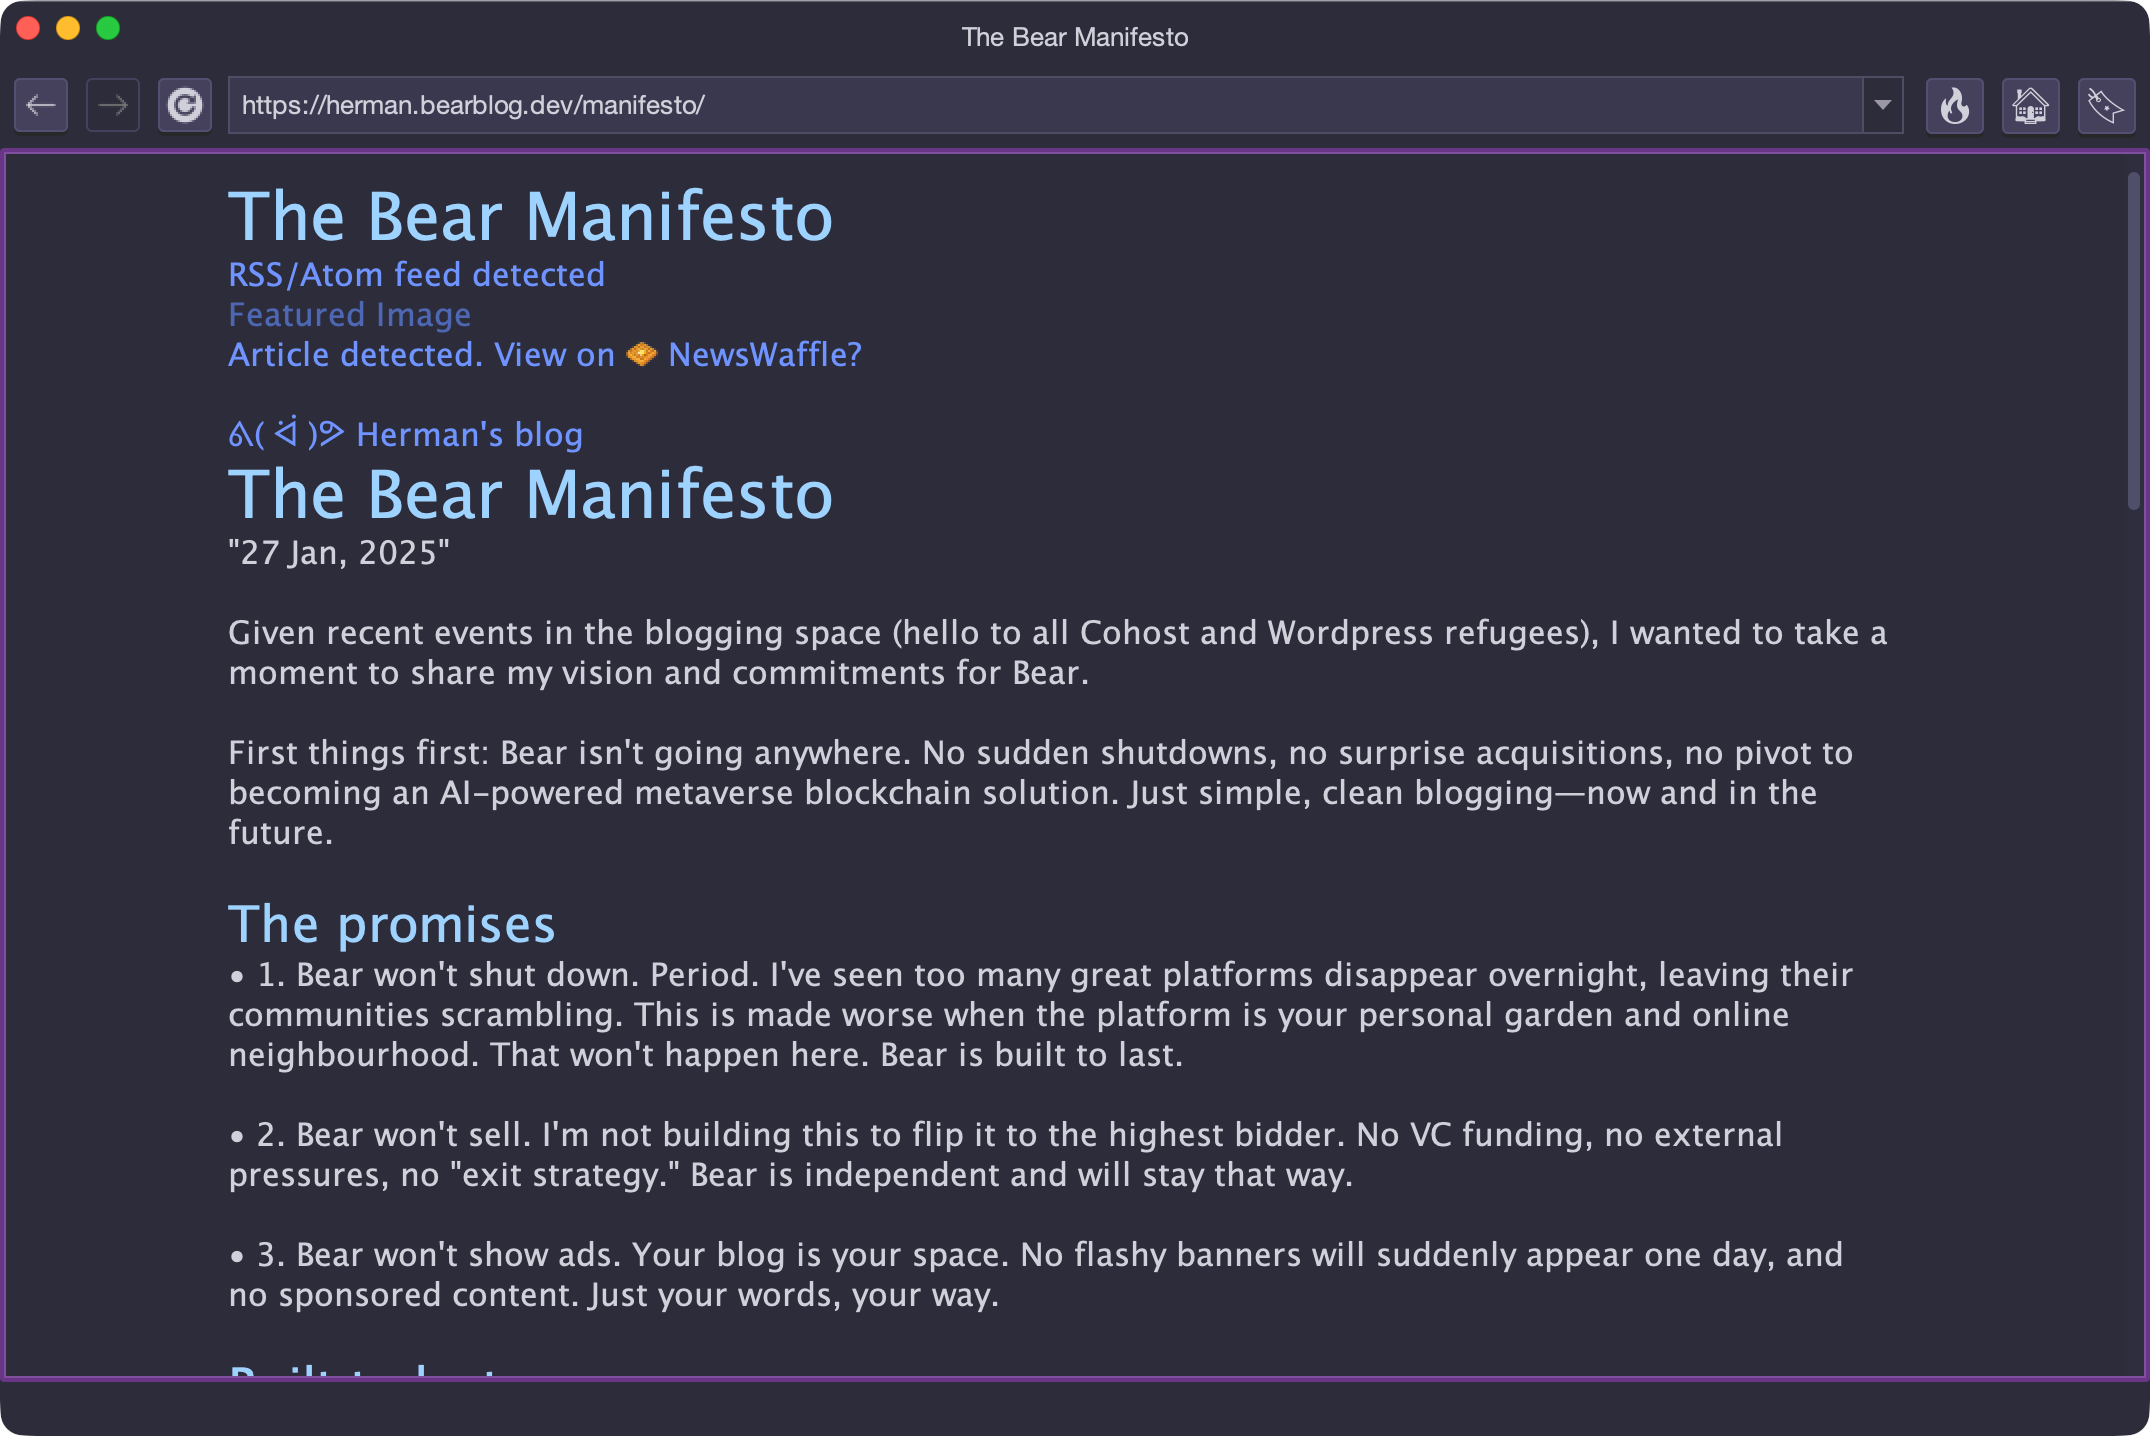 The Bear Manifesto
https://herman.bearblog.dev/manifesto/
The Bear Manifesto
RSS/Atom feed detected
Featured Image
Article detected. View on 🧇 NewsWaffle?
ᕕ( ᐛ )ᕗ Herman's blog
The Bear Manifesto
"27 Jan, 2025"
Given recent events in the blogging space (hello to all Cohost and Wordpress refugees), I wanted to take a
moment to share my vision and commitments for Bear.
First things first: Bear isn't going anywhere. No sudden shutdowns, no surprise acquisitions, no pivot to
becoming an AI-powered metaverse blockchain solution. Just simple, clean blogging—now and in the
future.
The promises
• 1. Bear won't shut down. Period. I've seen too many great platforms disappear overnight, leaving their
communities scrambling. This is made worse when the platform is your personal garden and online
neighbourhood. That won't happen here. Bear is built to last.
• 2. Bear won't sell. I'm not building this to flip it to the highest bidder. No VC funding, no external
pressures, no "exit strategy." Bear is independent and will stay that way.
• 3. Bear won't show ads. Your blog is your space. No flashy banners will suddenly appear one day, and
no sponsored content. Just your words, your way.